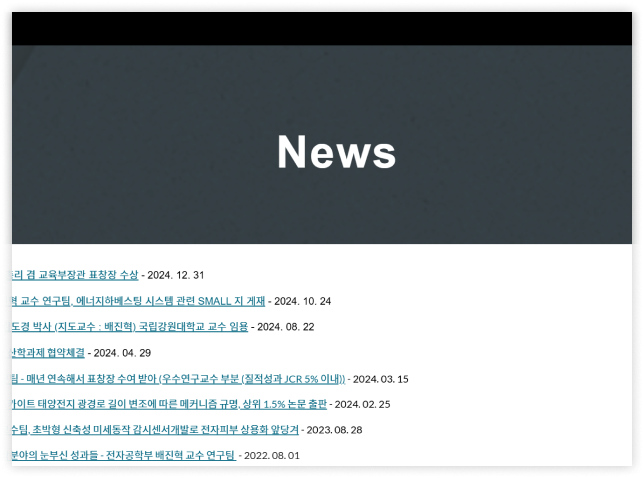 News
겸 교육부장관 표창장 수상 - 2024. 12. 31
교수 연구팀, 에너지하베스팅 시스템 관련 SMALL 지 게재 - 2024. 10. 24
도경 박사 (지도교수 : 배진혁) 국립강원대학교 교수 임용 - 2024. 08. 22
산학과제 협약체결 - 2024. 04. 29
팀 - 매년 연속해서 표창장 수여 받아 (우수연구교수 부분 (질적성과 JCR 5% 이내)) - 2024. 03. 15
태양전지 광경로 길이 변조에 따른 메커니즘 규명, 상위 1.5% 논문 출판 - 2024. 02. 25
수팀, 초박형 신축성 미세동작 감시센서개발로 전자피부 상용화 앞당겨 - 2023. 08. 28
분야의 눈부신 성과들 - 전자공학부 배진혁 교수 연구팀 - 2022. 08. 01